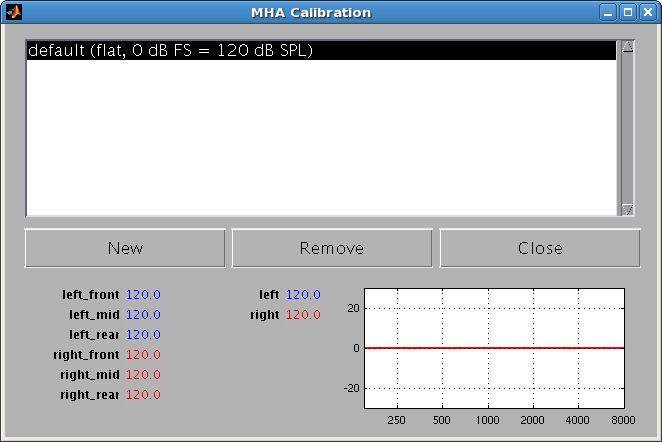 MHA Calibration
default (flat, 0 dB FS = 120 dB SPL)
New Remove Close
left_front 120.0
left_mid 120.0
left_rear 120.0
right_front 120.0
right_mid 120.0
right_rear 120.0
left 120.0
right 120.0
20
0
-20
250 500 1000 2000 4000 8000